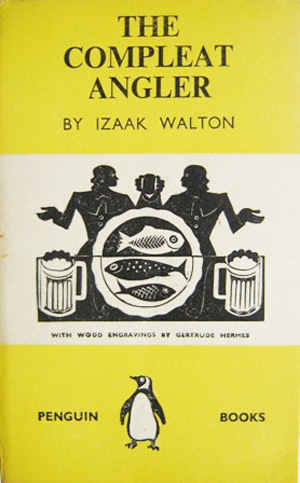 THE
COMPLEAT
ANGLER
BY IZAAK WALTON
WITH WOOD ENGRAVINGS BY GERTRUDE HERMES
PENGUIN BOOKS